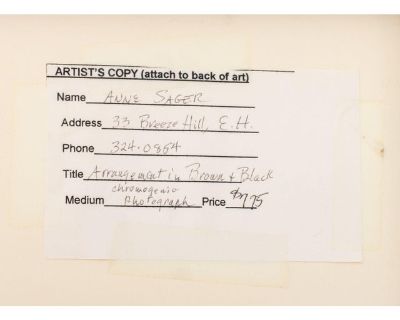 ARTIST'S COPY (attach to back of art)
Name ANNE SAGER
Address 33 Breeze Hill, E.H.
Phone 324-0854
Title Arrangement in Brown + Black
chromogenic
Medium Photograph Price $775